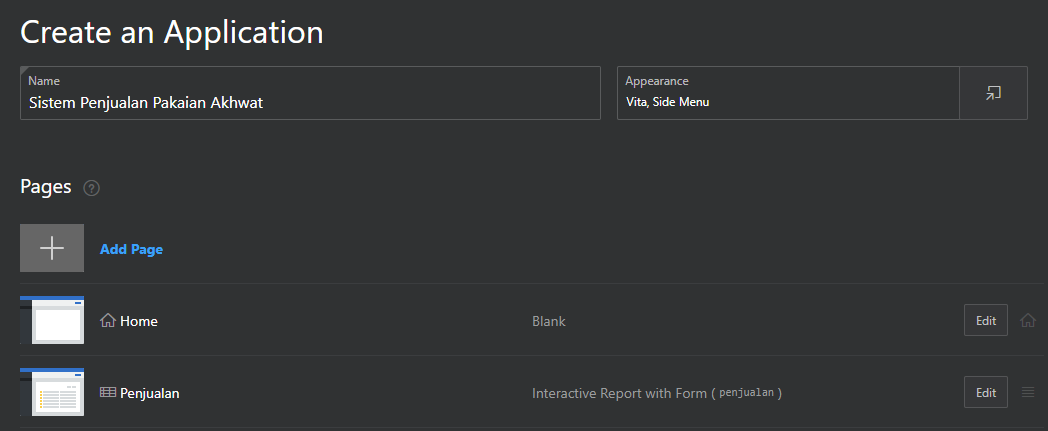 Create an Application
Name
Sistem Penjualan Pakaian Akhwat
Appearance
Vita, Side Menu
Pages ?
Add Page
Home Blank Edit
Penjualan Interactive Report with Form ( penjualan ) Edit